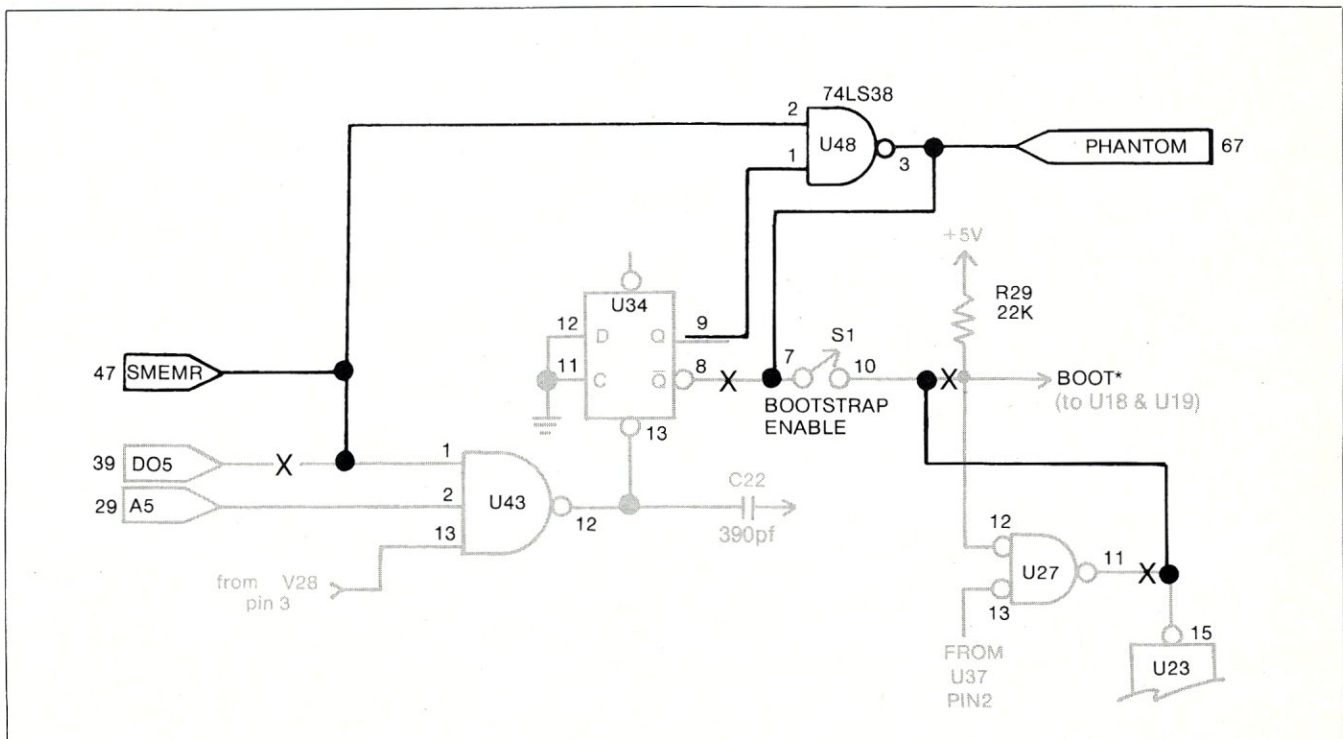 74LS38
2
U48
1
3
PHANTOM
67
+5V
R29
22K
U34
12
D
Q
9
11
C
Q̅
8
X
7
S1
10
X
BOOT*
(to U18 & U19)
BOOTSTRAP
ENABLE
13
47
SMEMR
39
DO5
X
1
29
A5
2
U43
12
13
C22
390pf
from V28
pin 3
12
U27
11
X
13
FROM
U37
PIN2
15
U23